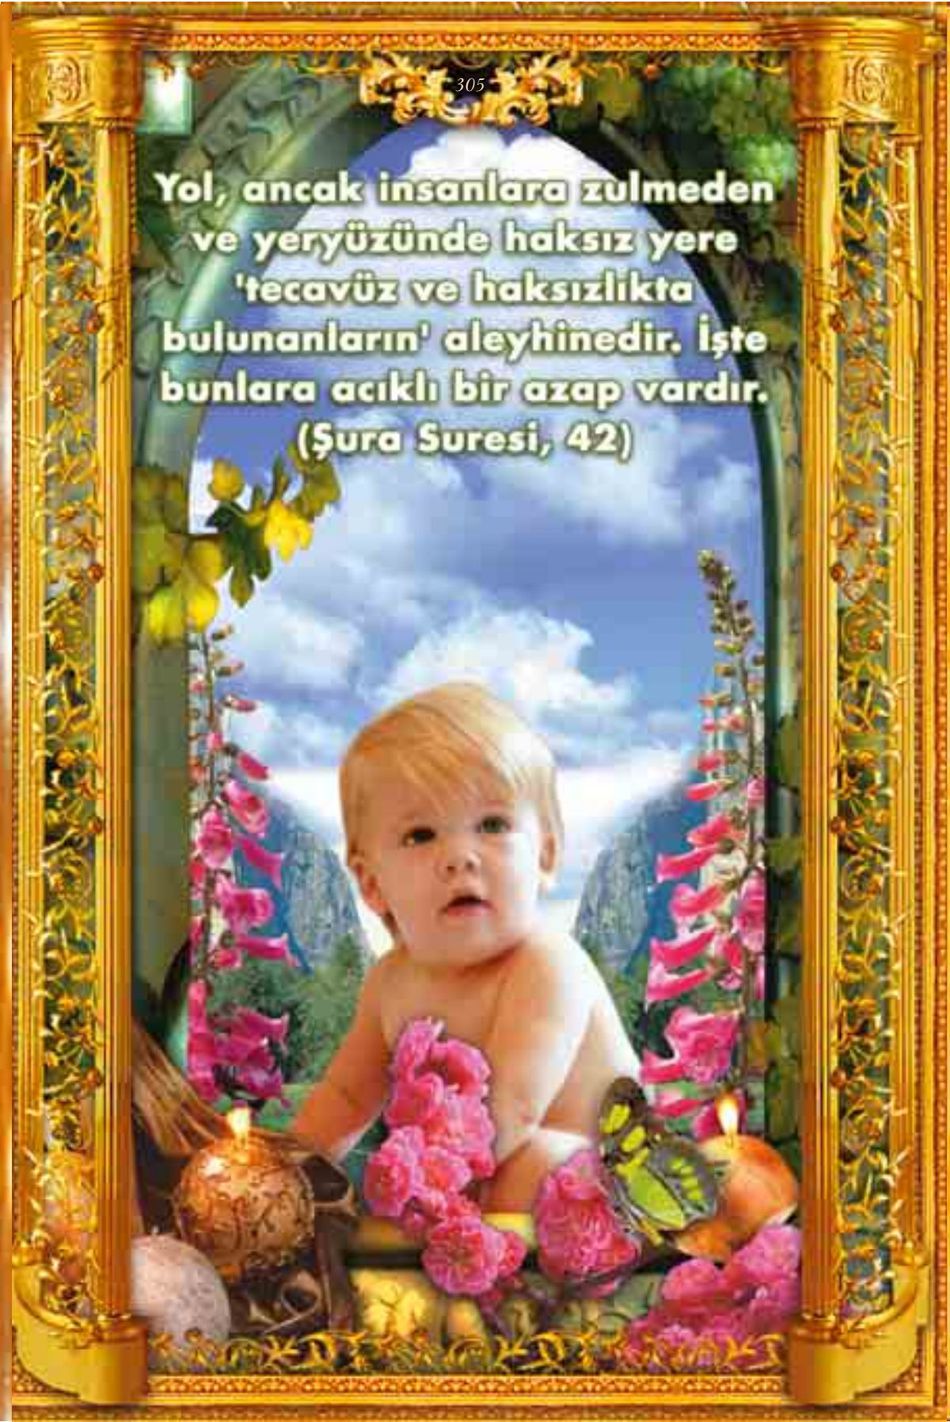 305
Yol, ancak insanlara zulmeden
ve yeryüzünde haksız yere
'tecavüz ve haksızlıkta
bulunanların' aleyhinedir. İşte
bunlara acıklı bir azap vardır.
(Şura Suresi, 42)